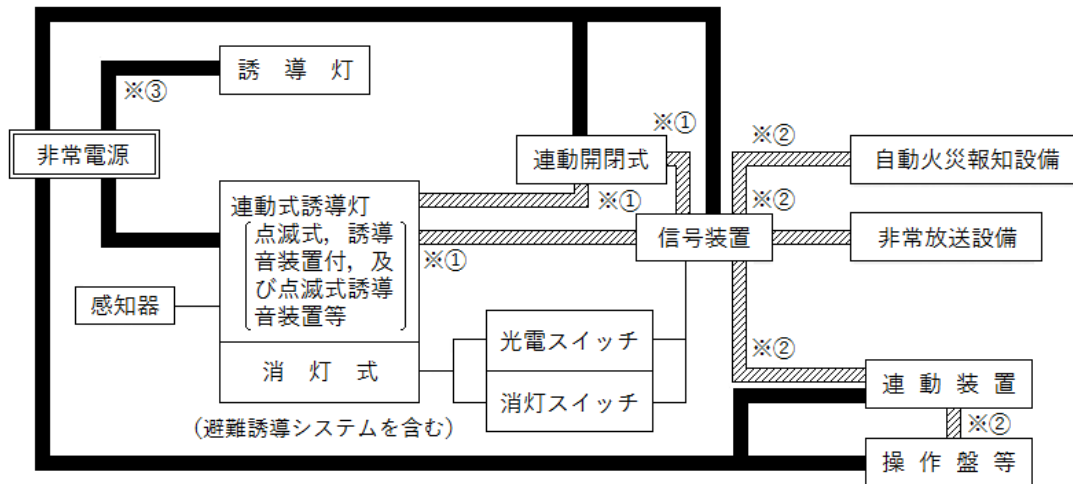 誘導灯
※③
非常電源
連動開閉式
※①
※①
※②
自動火災報知設備
連動式誘導灯
点滅式，誘導
音装置付，及
び点滅式誘導
音装置等
※①
信号装置
※②
非常放送設備
感知器
消灯式
光電スイッチ
消灯スイッチ
(避難誘導システムを含む)
※②
連動装置
※②
操作盤等